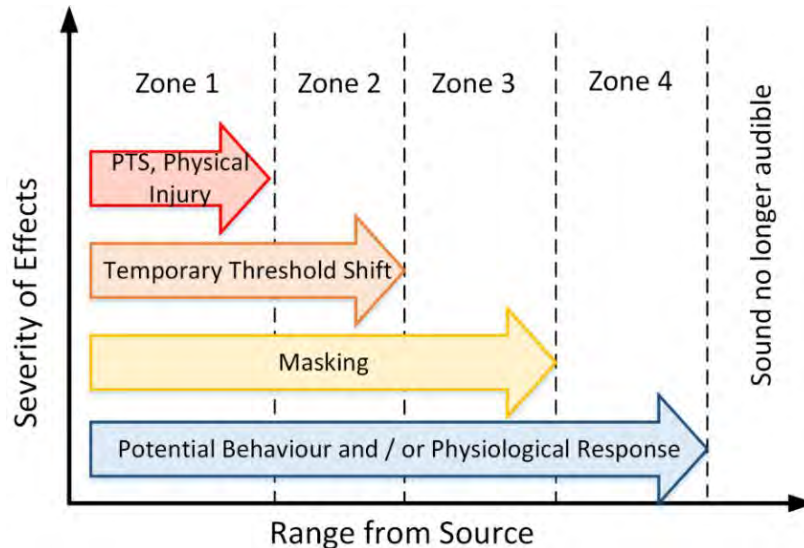 Zone 1
Zone 2
Zone 3
Zone 4
PTS, Physical
Injury
Temporary Threshold Shift
Masking
Potential Behaviour and / or Physiological Response
Sound no longer audible
Severity of Effects
Range from Source